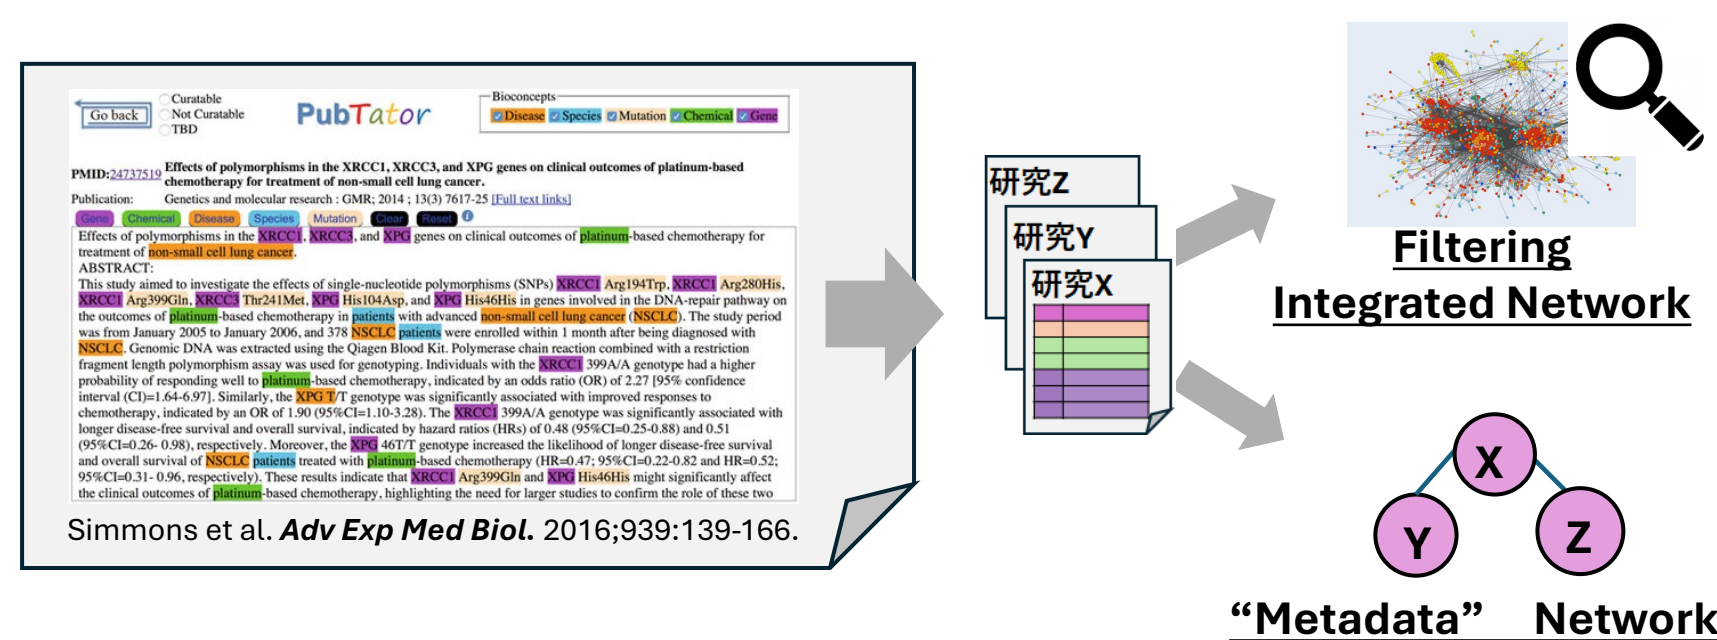 Go back
Curatable
Not Curatable
TBD
PubTator
Bioconcepts
Disease Species Mutation Chemical Gene
PMID:24737519 Effects of polymorphisms in the XRCC1, XRCC3, and XPG genes on clinical outcomes of platinum-based
chemotherapy for treatment of non-small cell lung cancer.
Publication: Genetics and molecular research : GMR; 2014 ; 13(3) 7617-25 [Full text links]
Gene Chemical Disease Species Mutation Clear Reset i
Effects of polymorphisms in the XRCC1, XRCC3, and XPG genes on clinical outcomes of platinum-based chemotherapy for
treatment of non-small cell lung cancer.
ABSTRACT:
This study aimed to investigate the effects of single-nucleotide polymorphisms (SNPs) XRCC1 Arg194Trp, XRCC1 Arg280His,
XRCC1 Arg399Gln, XRCC3 Thr241Met, XPG His104Asp, and XPG His46His in genes involved in the DNA-repair pathway on
the outcomes of platinum-based chemotherapy in patients with advanced non-small cell lung cancer (NSCLC). The study period
was from January 2005 to January 2006, and 378 NSCLC patients were enrolled within 1 month after being diagnosed with
NSCLC. Genomic DNA was extracted using the Qiagen Blood Kit. Polymerase chain reaction combined with a restriction
fragment length polymorphism assay was used for genotyping. Individuals with the XRCC1 399A/A genotype had a higher
probability of responding well to platinum-based chemotherapy, indicated by an odds ratio (OR) of 2.27 [95% confidence
interval (CI)=1.64-6.97]. Similarly, the XPG T/T genotype was significantly associated with improved responses to
chemotherapy, indicated by an OR of 1.90 (95%CI=1.10-3.28). The XRCC1 399A/A genotype was significantly associated with
longer disease-free survival and overall survival, indicated by hazard ratios (HRs) of 0.48 (95%CI=0.25-0.88) and 0.51
(95%CI=0.26- 0.98), respectively. Moreover, the XPG 46T/T genotype increased the likelihood of longer disease-free survival
and overall survival of NSCLC patients treated with platinum-based chemotherapy (HR=0.47; 95%CI=0.22-0.82 and HR=0.52;
95%CI=0.31- 0.96, respectively). These results indicate that XRCC1 Arg399Gln and XPG His46His might significantly affect
the clinical outcomes of platinum-based chemotherapy, highlighting the need for larger studies to confirm the role of these two
Simmons et al. Adv Exp Med Biol. 2016;939:139-166.
研究Z
研究Y
研究X
Filtering
Integrated Network
X
Y
Z
“Metadata” Network